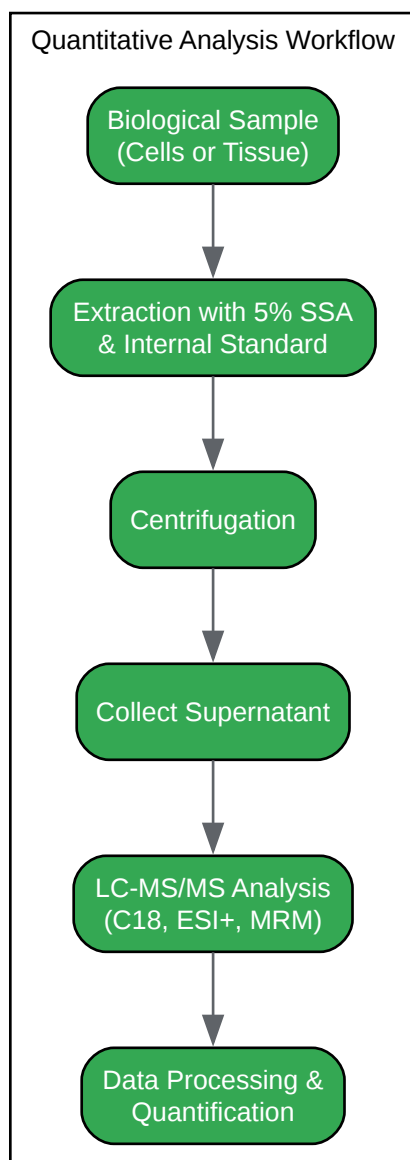 Quantitative Analysis Workflow
Biological Sample
(Cells or Tissue)
Extraction with 5% SSA
& Internal Standard
Centrifugation
Collect Supernatant
LC-MS/MS Analysis
(C18, ESI+, MRM)
Data Processing &
Quantification